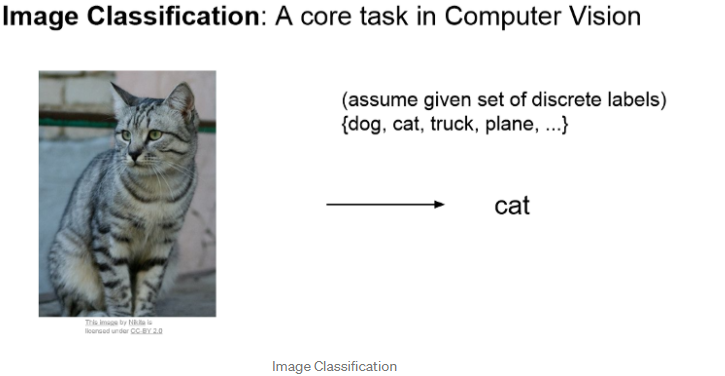 Image Classification: A core task in Computer Vision
(assume given set of discrete labels)
{dog, cat, truck, plane, ...}
cat
This image by Nikita is
licensed under CC-BY 2.0
Image Classification